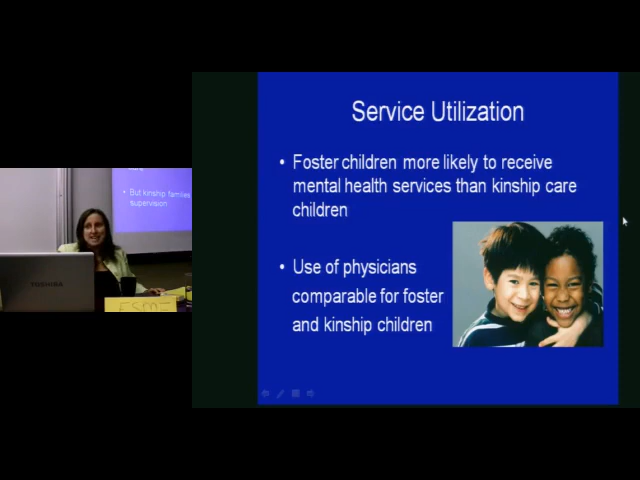 Service Utilization
• Foster children more likely to receive
mental health services than kinship care
children
• Use of physicians
comparable for foster
and kinship children
• But kinship families
supervision
TOSHIBA